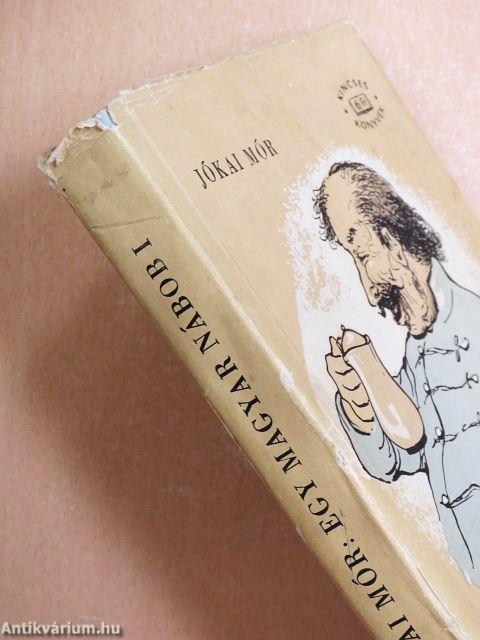 KINCSES
KÖNYVEK
JÓKAI MÓR
AI MÓR: EGY MAGYAR NÁBOB I
Antikvárium.hu